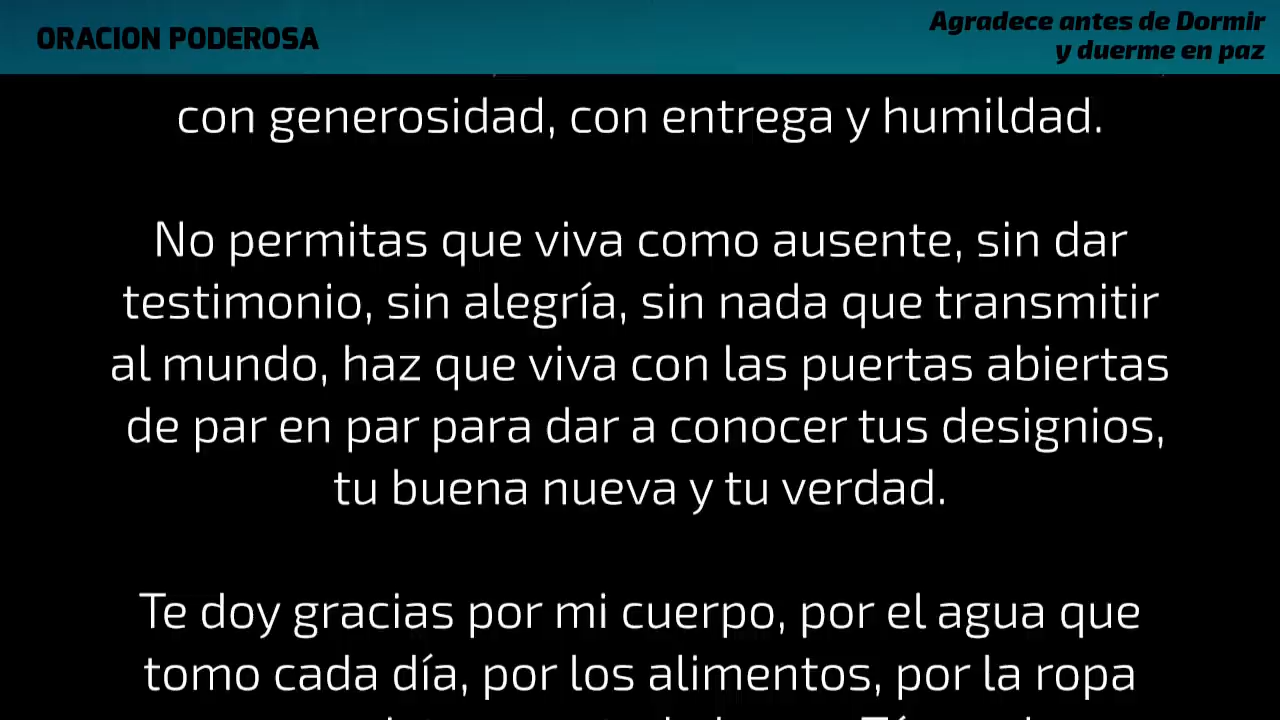 ORACION PODEROSA
Agradece antes de Dormir
y duerme en paz
con generosidad, con entrega y humildad.
No permitas que viva como ausente, sin dar
testimonio, sin alegría, sin nada que transmitir
al mundo, haz que viva con las puertas abiertas
de par en par para dar a conocer tus designios,
tu buena nueva y tu verdad.
Te doy gracias por mi cuerpo, por el agua que
tomo cada día, por los alimentos, por la ropa